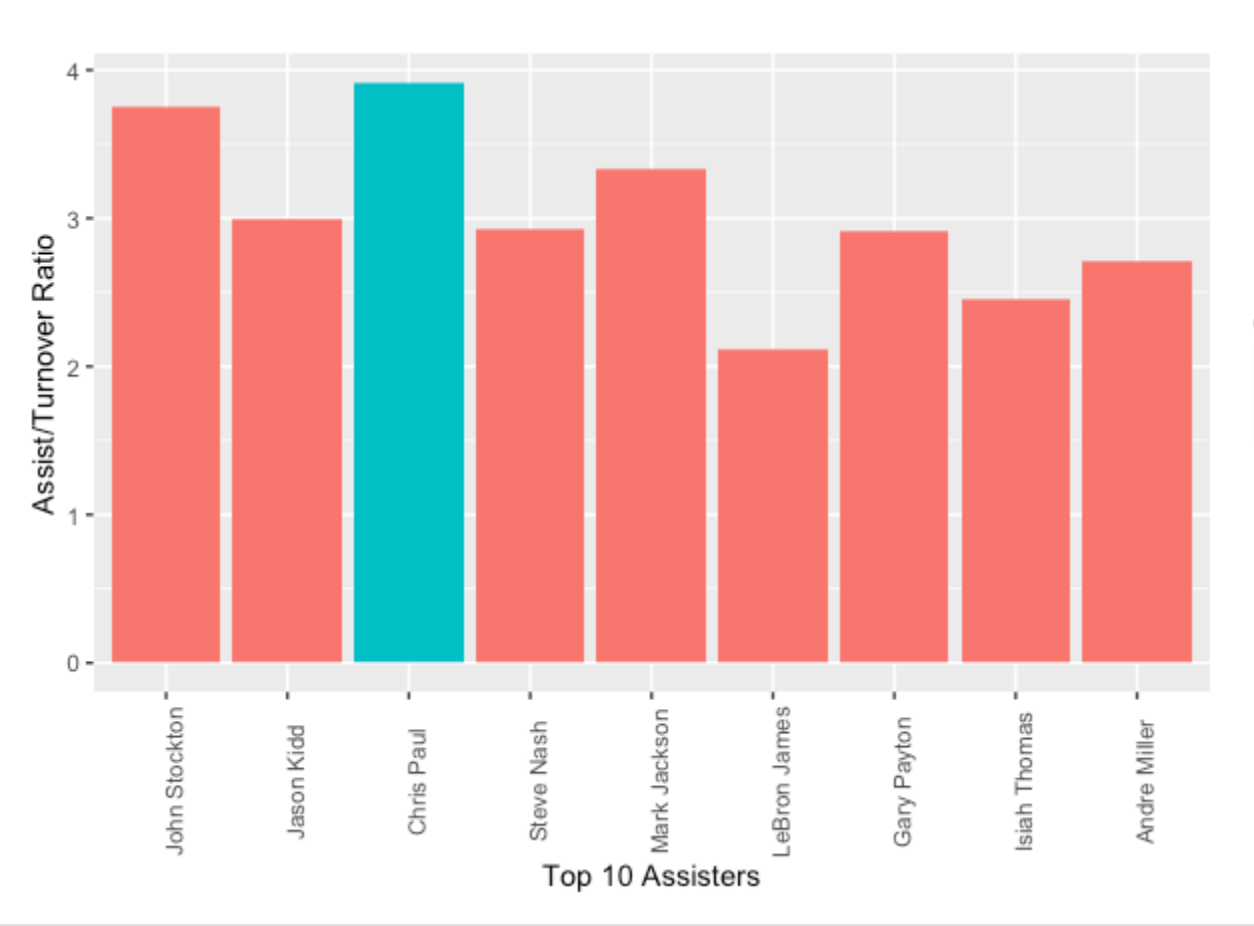 Assist/Turnover Ratio
4
3
2
1
0
John Stockton
Jason Kidd
Chris Paul
Steve Nash
Mark Jackson
LeBron James
Gary Payton
Isiah Thomas
Andre Miller
Top 10 Assisters